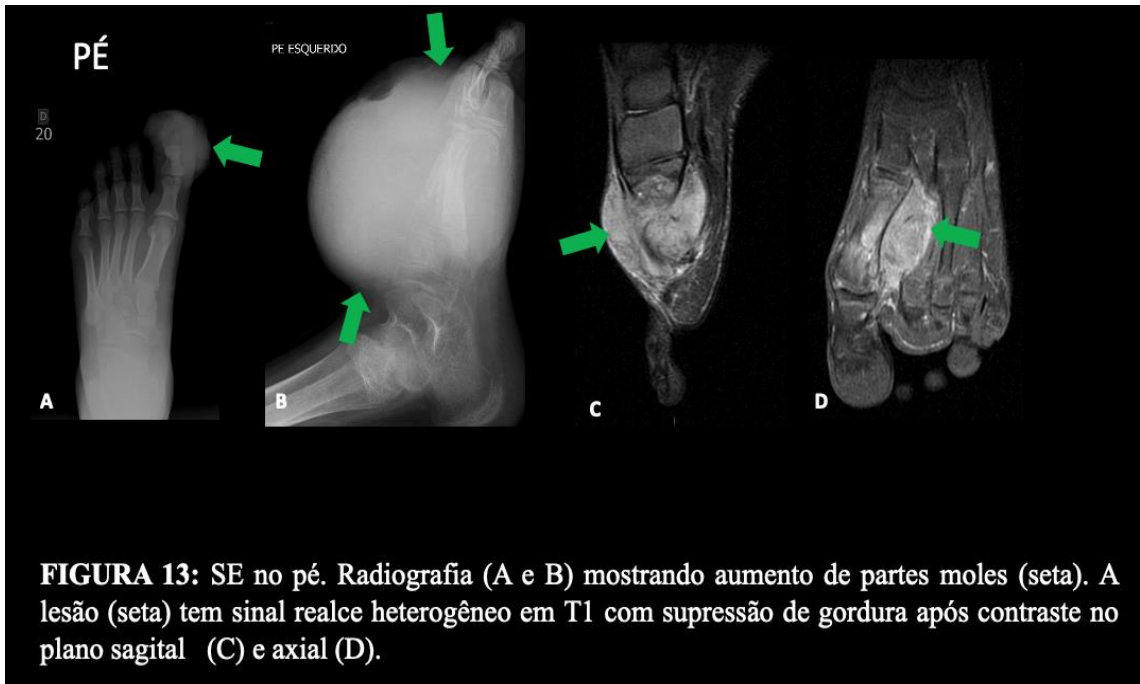 PÉ
D
20
PE ESQUERDO
A
B
C
D
FIGURA 13: SE no pé. Radiografia (A e B) mostrando aumento de partes moles (seta). A
lesão (seta) tem sinal realce heterogêneo em T1 com supressão de gordura após contraste no
plano sagital (C) e axial (D).